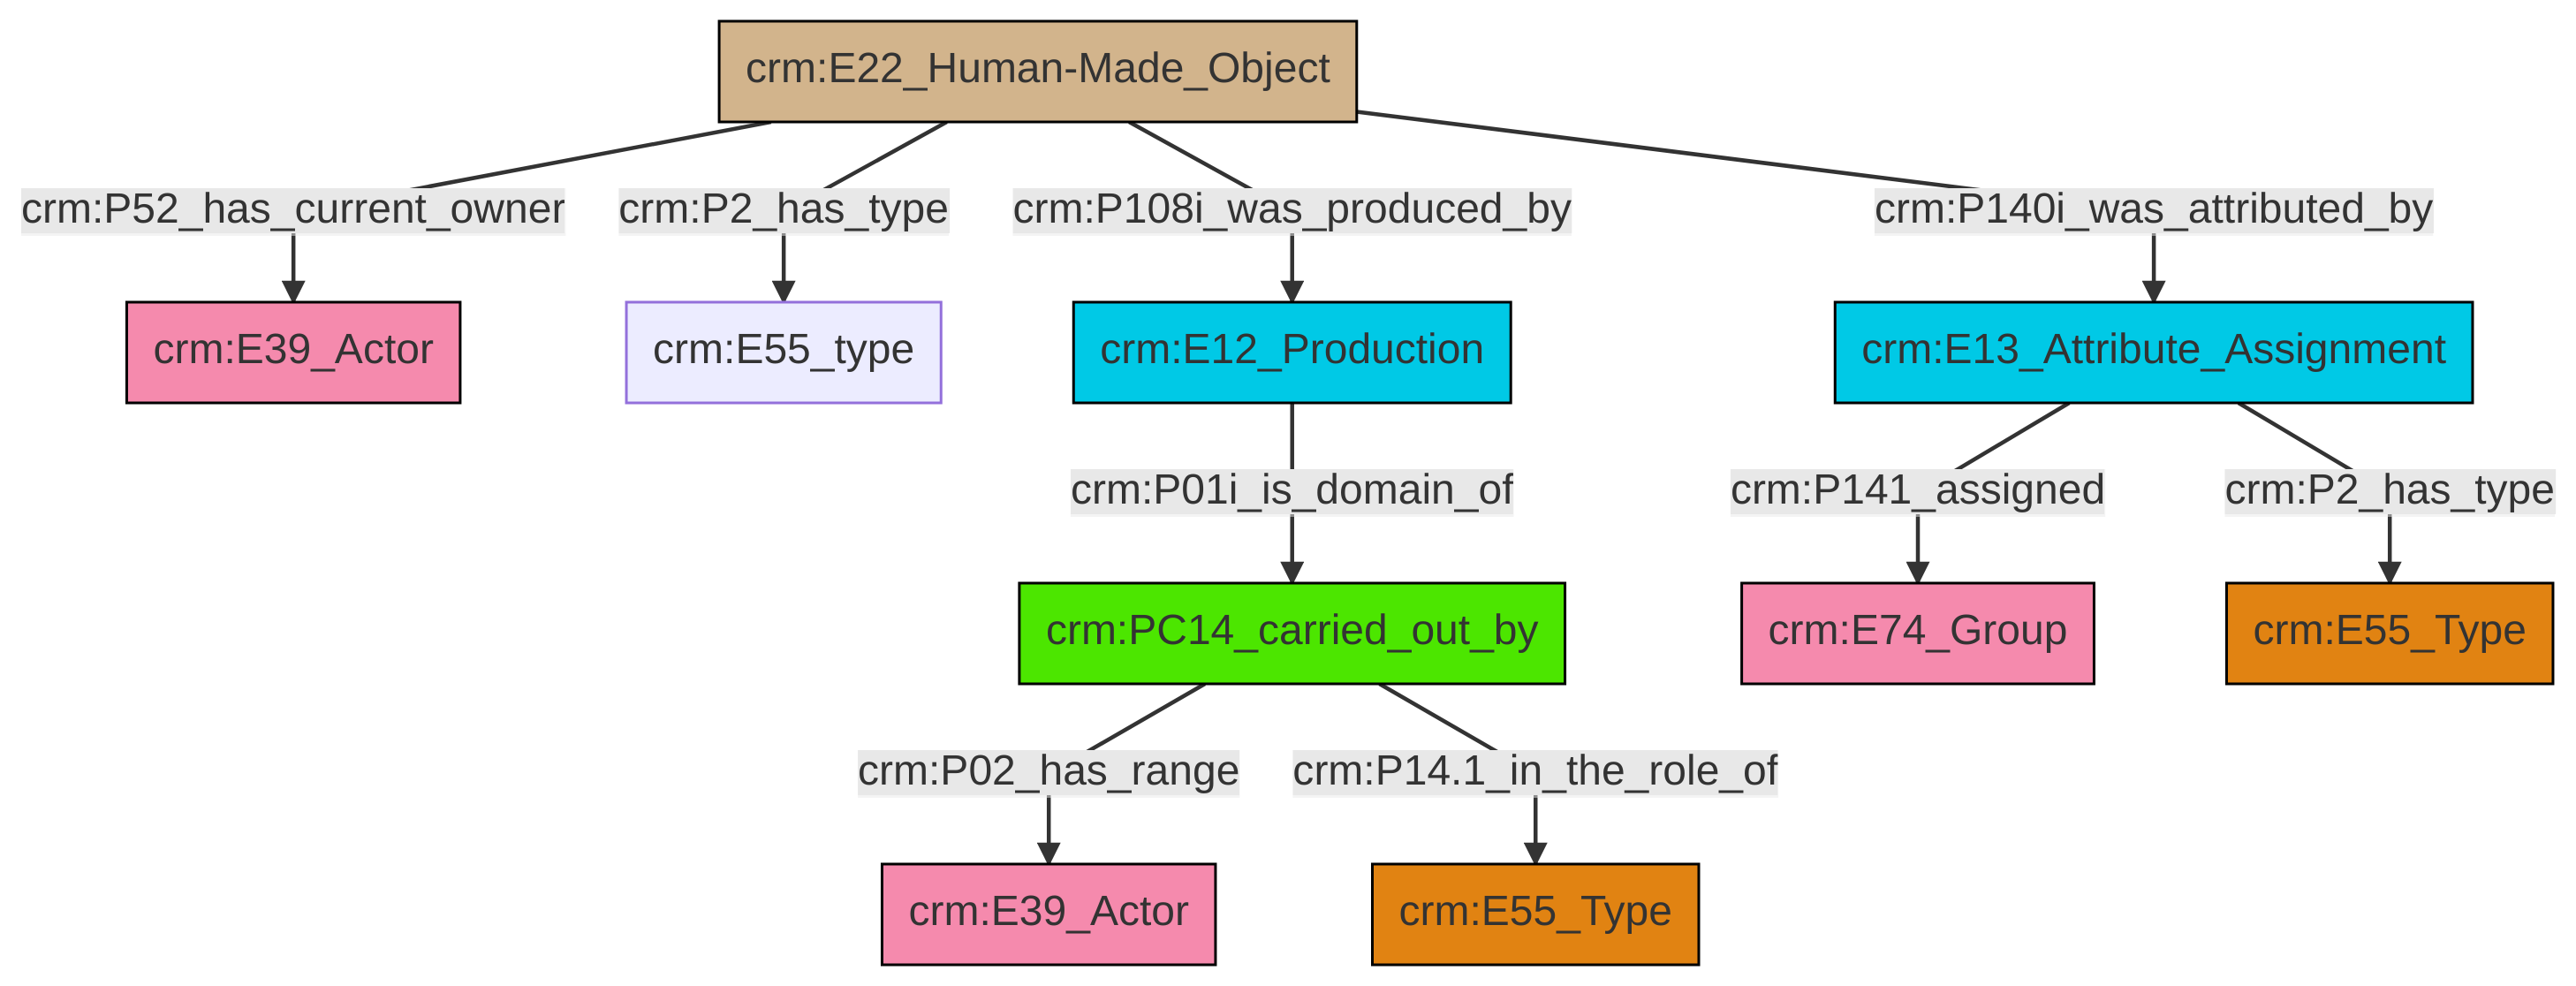 crm:E22_Human-Made_Object
crm:P52_has_current_owner
crm:P2_has_type
crm:P108i_was_produced_by
crm:P140i_was_attributed_by
crm:E39_Actor
crm:E55_type
crm:E12_Production
crm:E13_Attribute_Assignment
crm:P01i_is_domain_of
crm:P141_assigned
crm:P2_has_type
crm:PC14_carried_out_by
crm:E74_Group
crm:E55_Type
crm:P02_has_range
crm:P14.1_in_the_role_of
crm:E39_Actor
crm:E55_Type